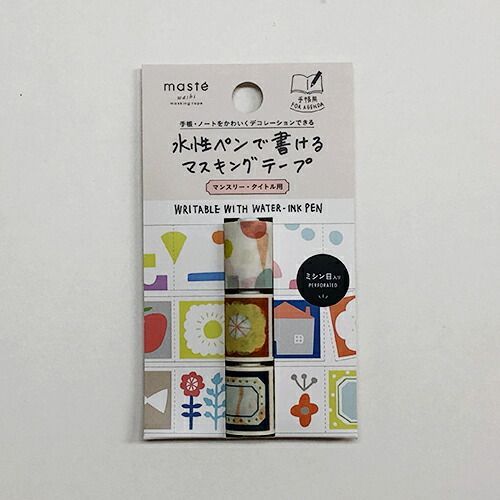 masté
washi
masking tape
手帳用
FOR AGENDA
手帳・ノートをかわいくデコレーションできる
水性ペンで書ける
マスキングテープ
マンスリー・タイトル用
WRITABLE WITH WATER-INK PEN
ミシン目入り
PERFORATED